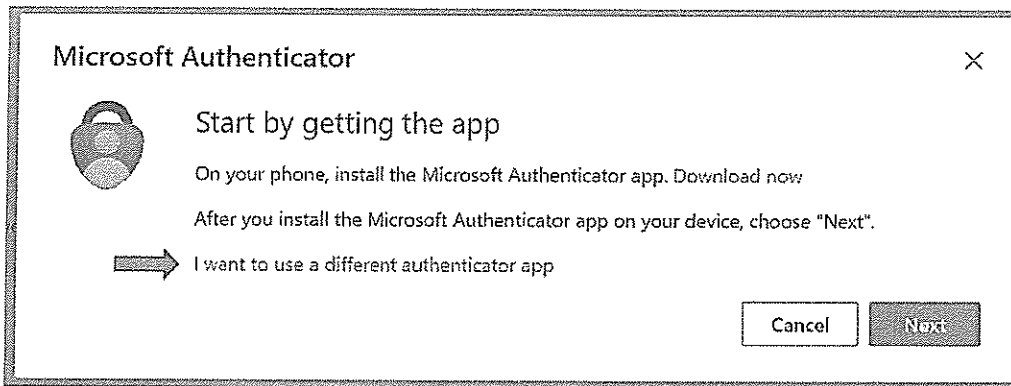 Microsoft Authenticator
Start by getting the app
On your phone, install the Microsoft Authenticator app. Download now
After you install the Microsoft Authenticator app on your device, choose "Next".
I want to use a different authenticator app
Cancel
Next